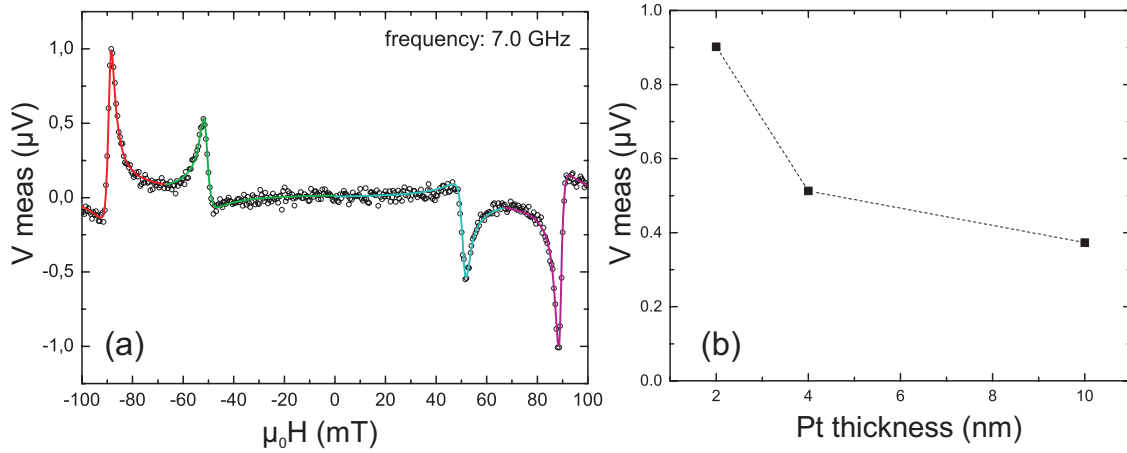 frequency: 7.0 GHz
1,0
0,5
0,0
-0,5
-1,0
V meas (µV)
-100 -80 -60 -40 -20 0 20 40 60 80 100
µ₀H (mT)
(a)
1.0
0.8
0.6
0.4
0.2
0.0
V meas (µV)
2 4 6 8 10
Pt thickness (nm)
(b)